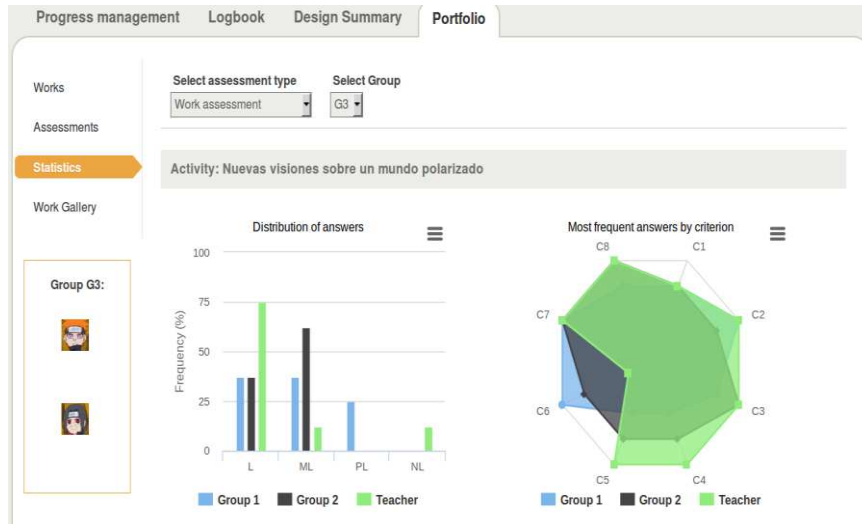 Progress management Logbook Design Summary Portfolio
Works
Assessments
Statistics
Work Gallery
Group G3:
Select assessment type Select Group
Work assessment G3
Activity: Nuevas visiones sobre un mundo polarizado
Distribution of answers
Frequency (%)
100
75
50
25
0
L ML PL NL
Group 1 Group 2 Teacher
Most frequent answers by criterion
C8 C1
C7 C2
C6 C3
C5 C4
Group 1 Group 2 Teacher